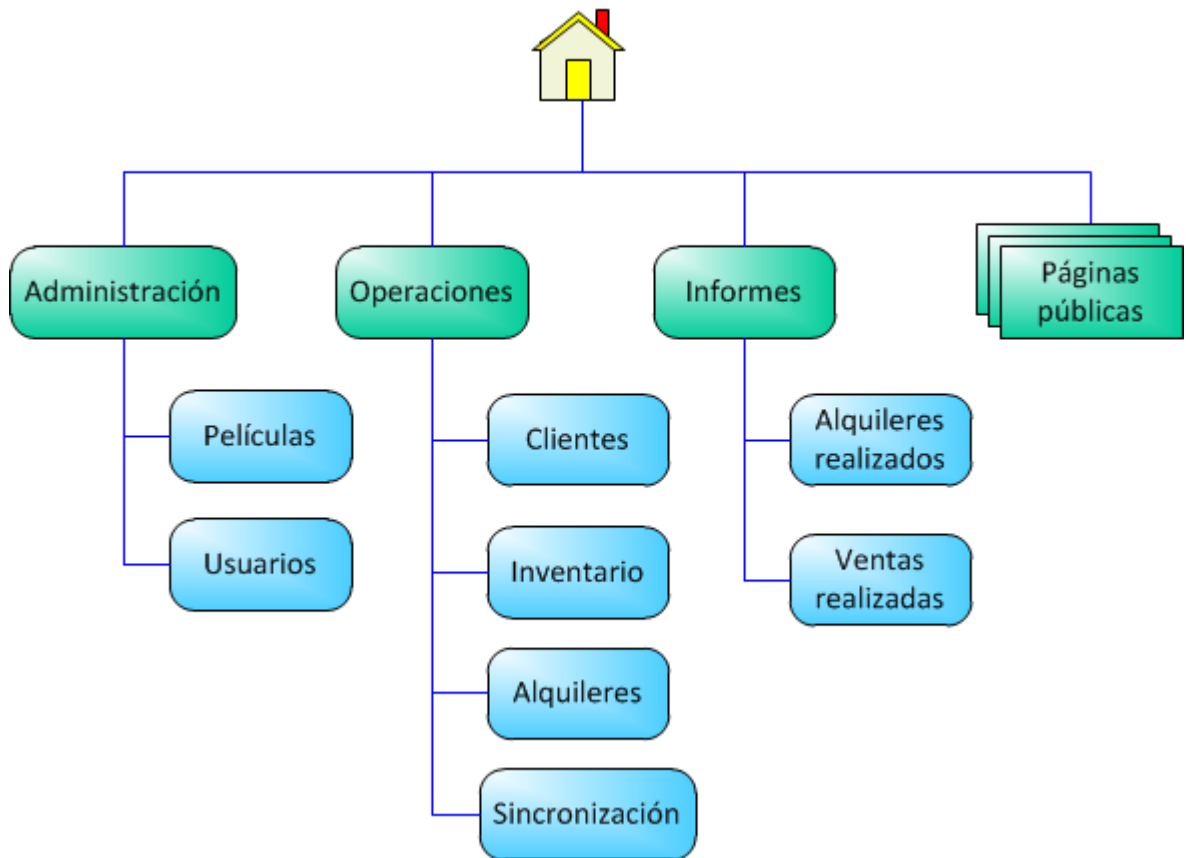 Administración
Operaciones
Informes
Páginas
públicas
Películas
Usuarios
Clientes
Inventario
Alquileres
Sincronización
Alquileres
realizados
Ventas
realizadas